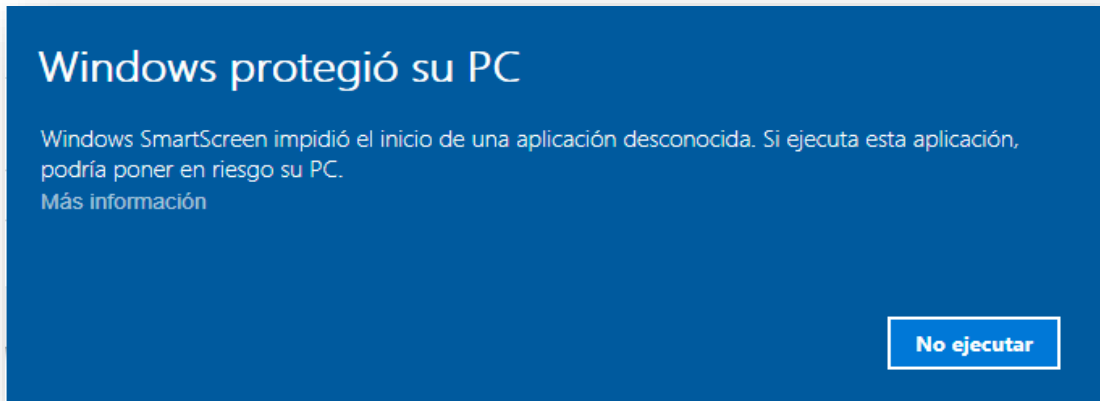 Windows protegió su PC
Windows SmartScreen impidió el inicio de una aplicación desconocida. Si ejecuta esta aplicación,
podría poner en riesgo su PC.
Más información
No ejecutar